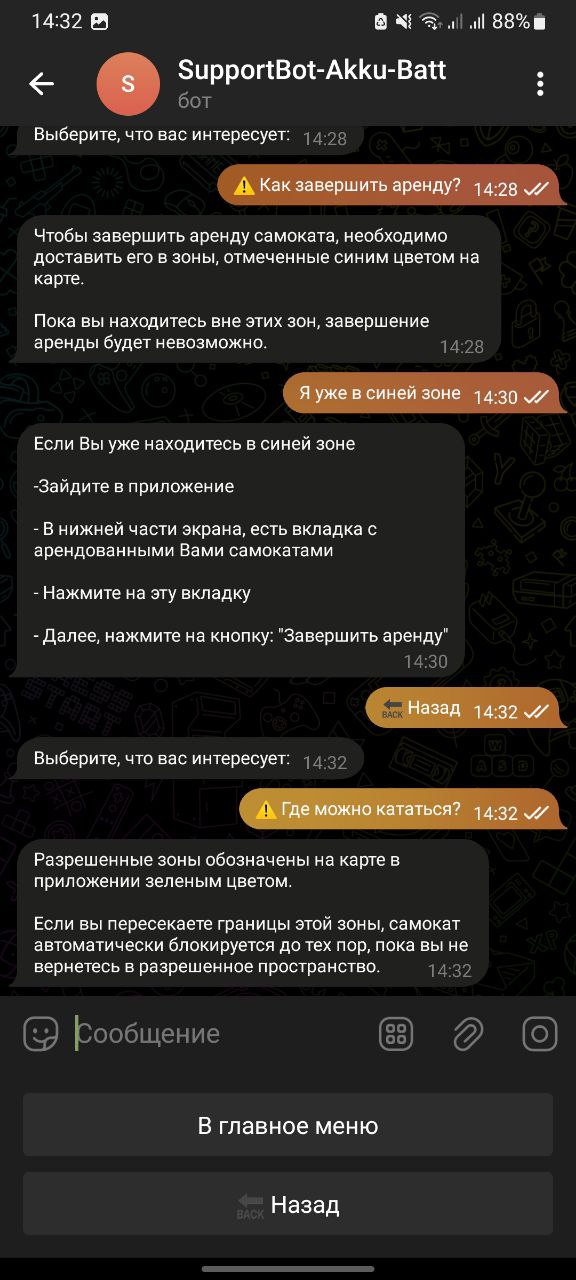 14:32
88%
S
SupportBot-Akku-Batt
бот
Выберите, что вас интересует: 14:28
⚠️ Как завершить аренду? 14:28
Чтобы завершить аренду самоката, необходимо
доставить его в зоны, отмеченные синим цветом на
карте.
Пока вы находитесь вне этих зон, завершение
аренды будет невозможно. 14:28
Я уже в синей зоне 14:30
Если Вы уже находитесь в синей зоне
-Зайдите в приложение
- В нижней части экрана, есть вкладка с
арендованными Вами самокатами
- Нажмите на эту вкладку
- Далее, нажмите на кнопку: "Завершить аренду"
14:30
BACK Назад 14:32
Выберите, что вас интересует: 14:32
⚠️ Где можно кататься? 14:32
Разрешенные зоны обозначены на карте в
приложении зеленым цветом.
Если вы пересекаете границы этой зоны, самокат
автоматически блокируется до тех пор, пока вы не
вернетесь в разрешенное пространство. 14:32
Сообщение
В главное меню
BACK Назад